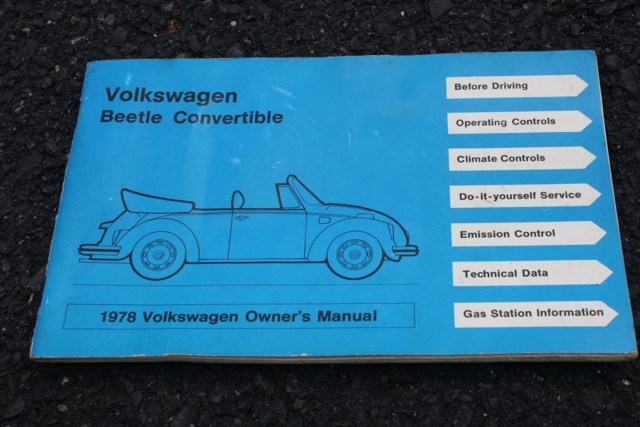 Volkswagen
Beetle Convertible
1978 Volkswagen Owner's Manual
Before Driving
Operating Controls
Climate Controls
Do-it-yourself Service
Emission Control
Technical Data
Gas Station Information